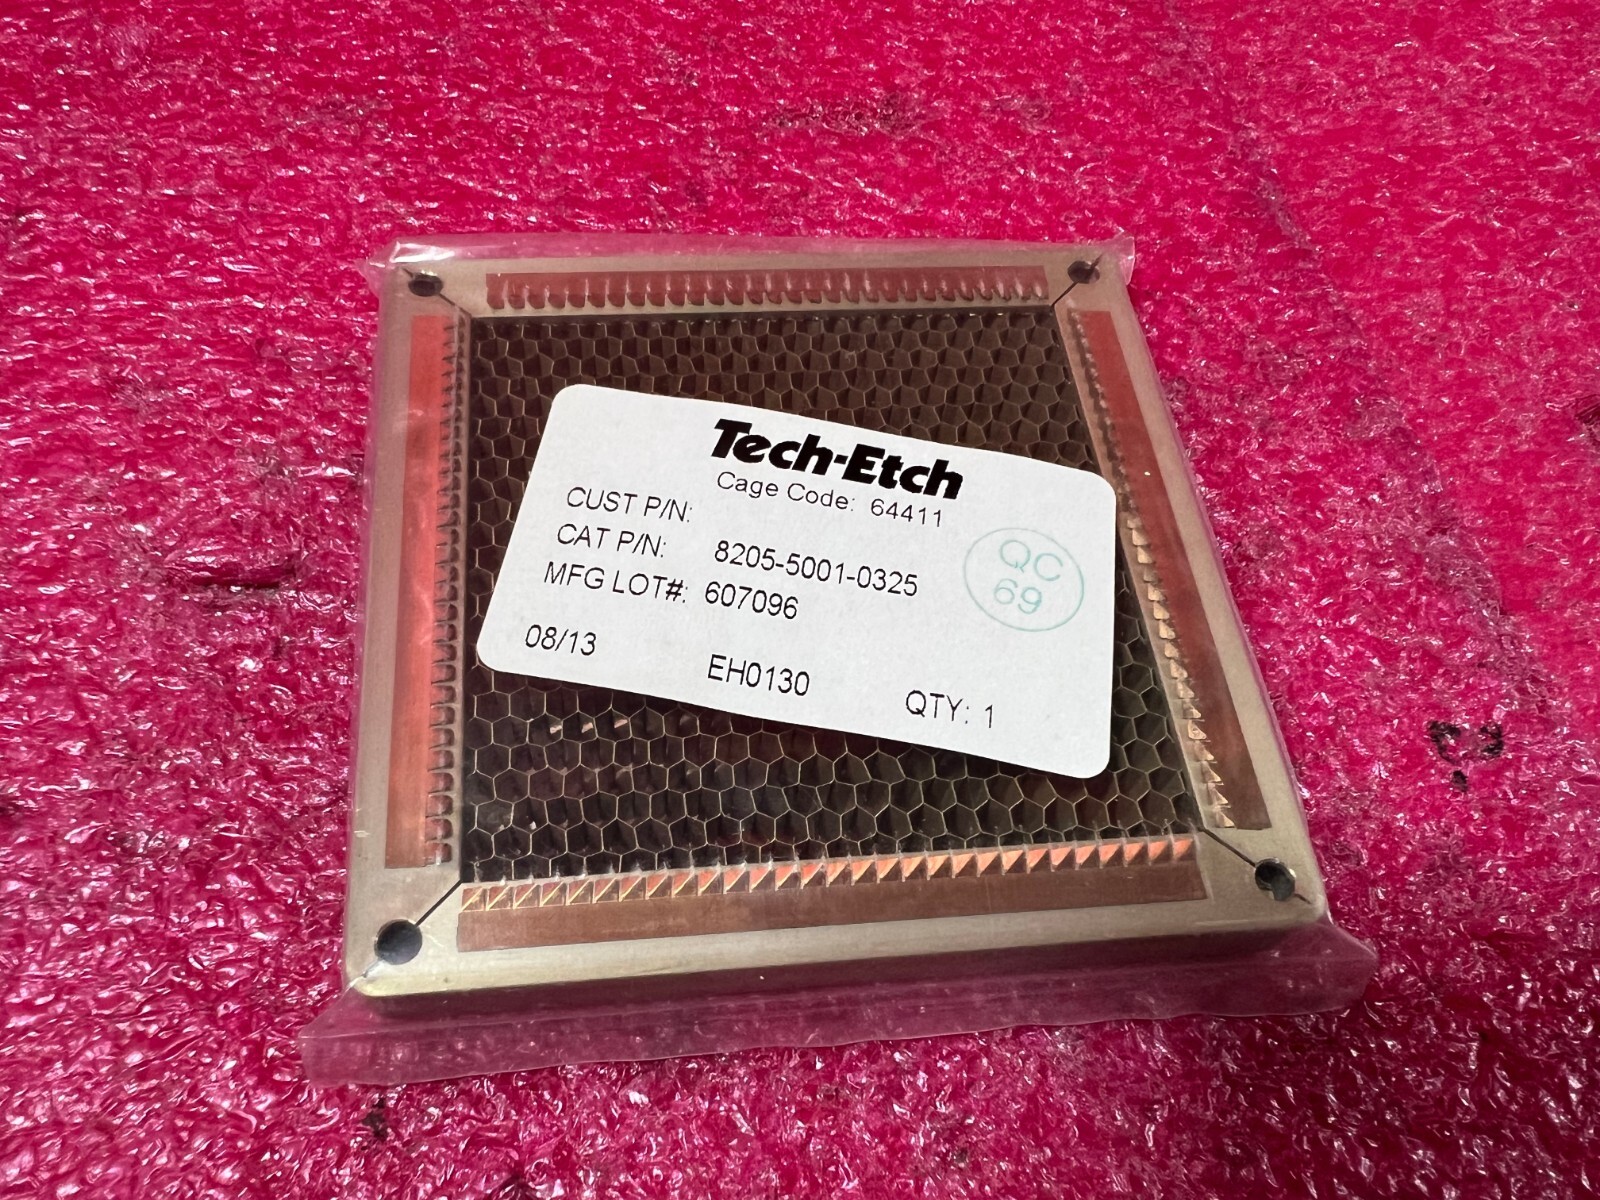 Tech-Etch
Cage Code: 64411
CUST P/N:
CAT P/N: 8205-5001-0325
MFG LOT#: 607096
QC
69
08/13 EH0130 QTY: 1